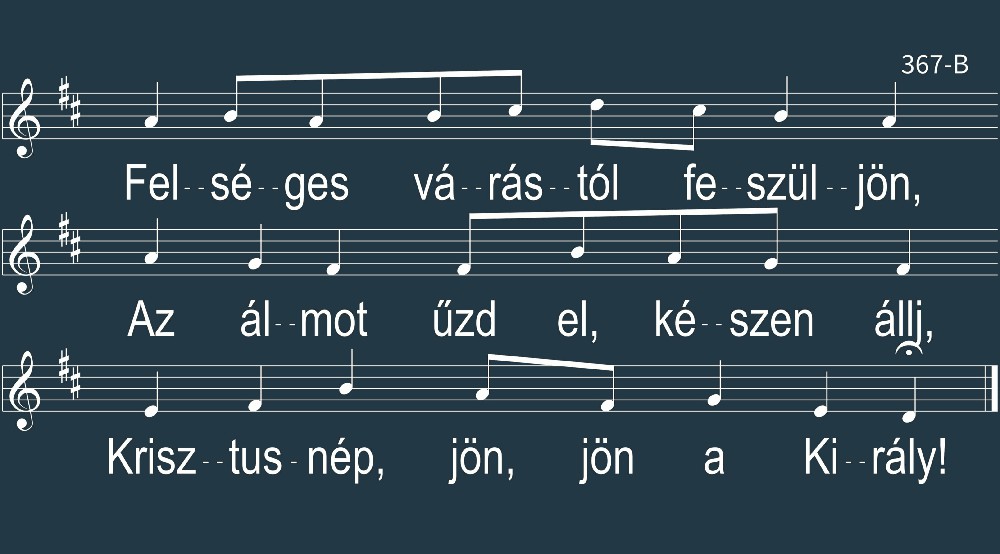 367-B
Fel--sé--ges vá--rás--tól fe--szül--jön,
Az ál--mot űzd el, ké--szen állj,
Krisz--tus-nép, jön, jön a Ki--rály!